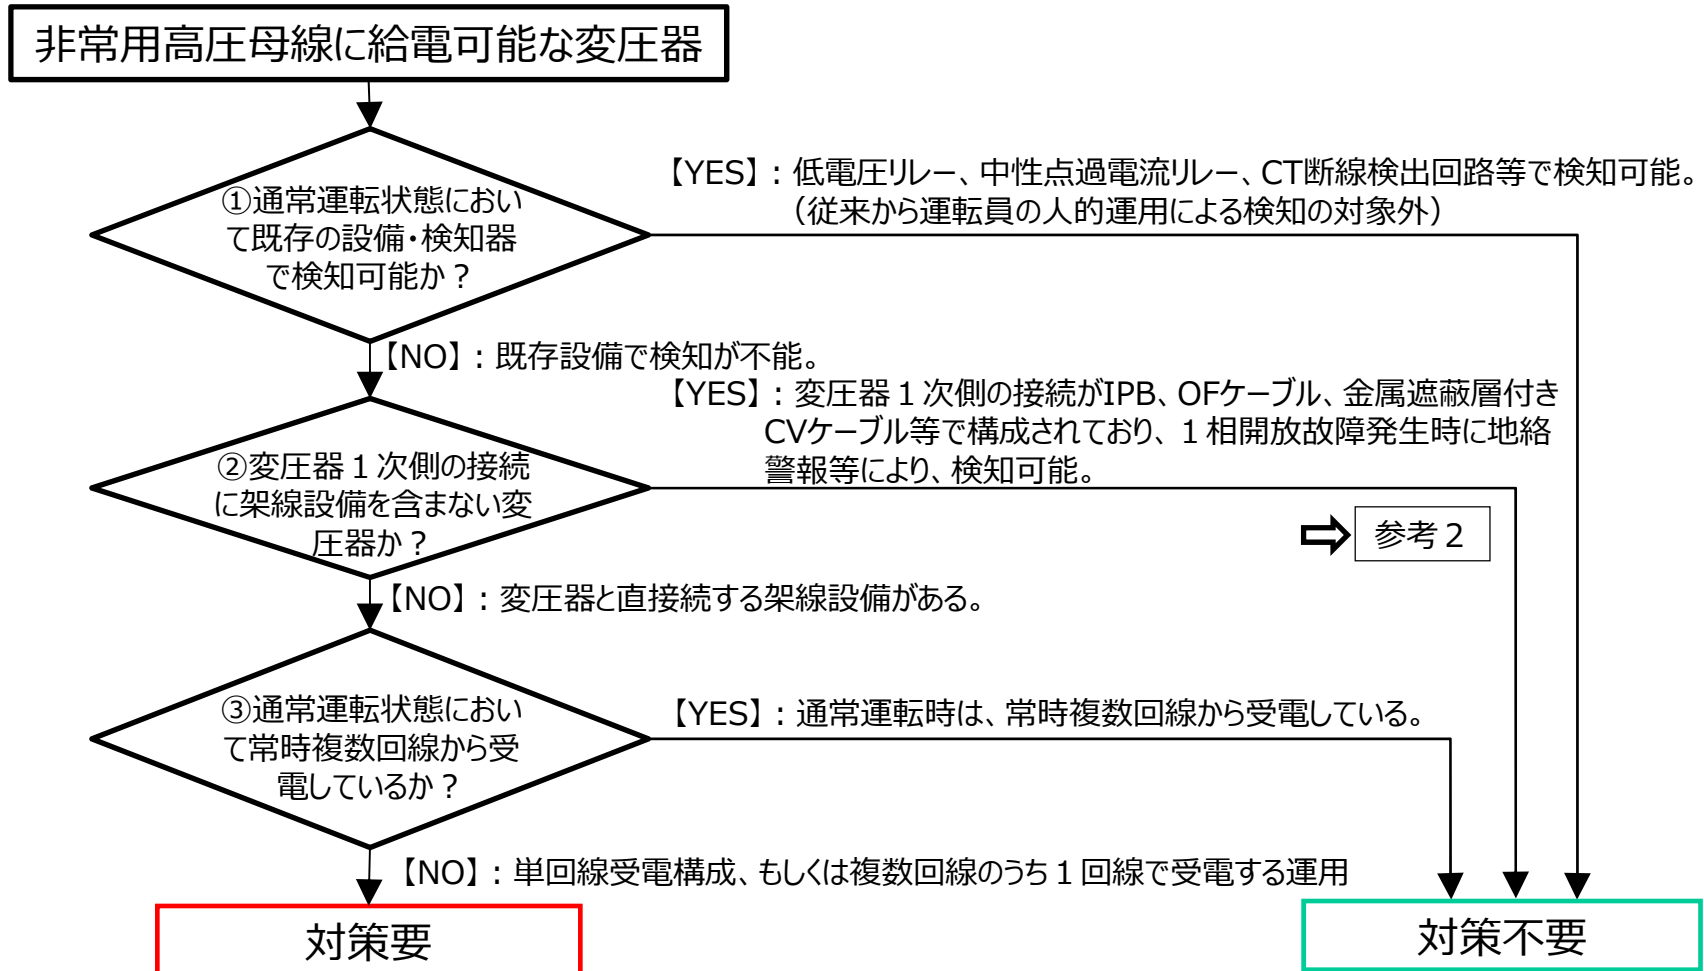 非常用高圧母線に給電可能な変圧器
①通常運転状態におい
て既存の設備・検知器
で検知可能か？
【YES】：低電圧リレー、中性点過電流リレー、CT断線検出回路等で検知可能。
（従来から運転員の人的運用による検知の対象外）
【NO】：既存設備で検知が不能。
【YES】：変圧器１次側の接続がIPB、OFケーブル、金属遮蔽層付き
CVケーブル等で構成されており、１相開放故障発生時に地絡
警報等により、検知可能。
②変圧器１次側の接続
に架線設備を含まない変
圧器か？
参考２
【NO】：変圧器と直接続する架線設備がある。
③通常運転状態におい
て常時複数回線から受
電しているか？
【YES】：通常運転時は、常時複数回線から受電している。
【NO】：単回線受電構成、もしくは複数回線のうち１回線で受電する運用
対策要
対策不要